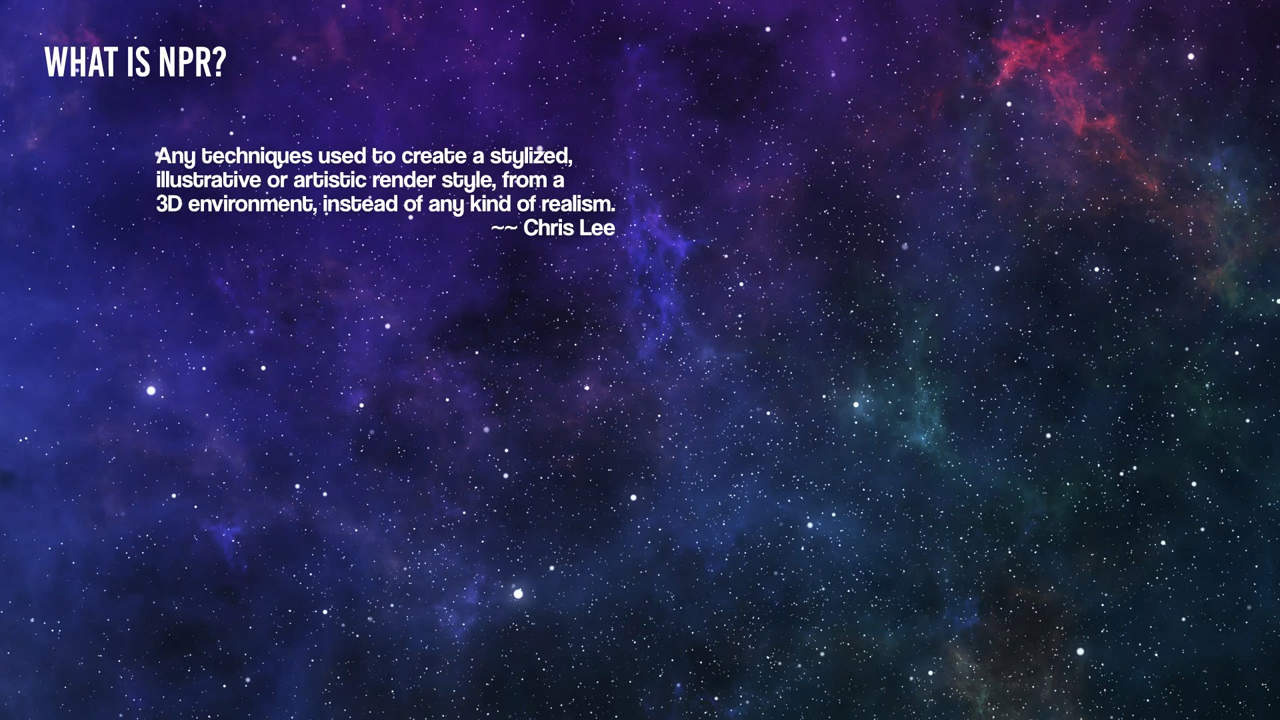 WHAT IS NPR?
Any techniques used to create a stylized,
illustrative or artistic render style, from a
3D environment, instead of any kind of realism.
~~ Chris Lee